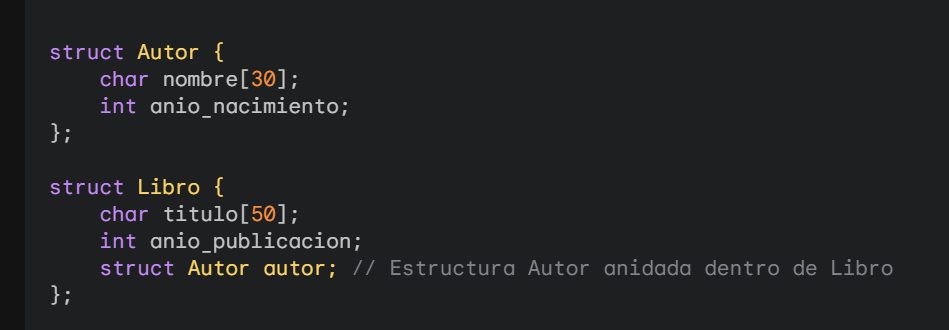 struct Autor {
    char nombre[30];
    int anio_nacimiento;
};

struct Libro {
    char titulo[50];
    int anio_publicacion;
    struct Autor autor; // Estructura Autor anidada dentro de Libro
};